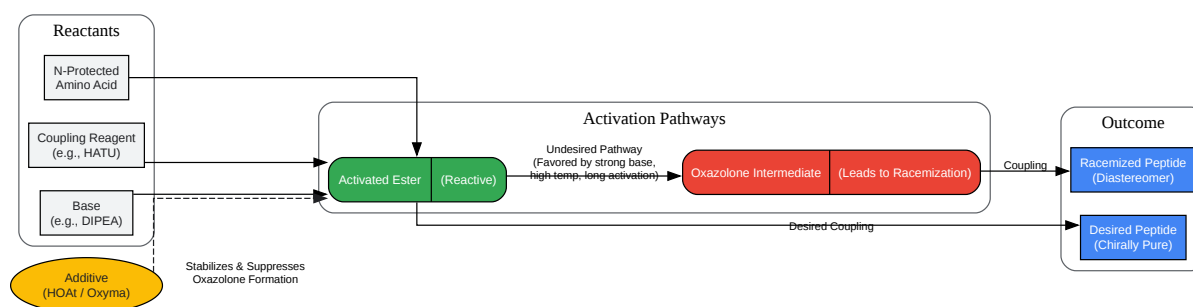 Reactants
N-Protected
Amino Acid
Coupling Reagent
(e.g., HATU)
Base
(e.g., DIPEA)
Additive
(HOAt / Oxyma)
Stabilizes & Suppresses
Oxazolone Formation
Activation Pathways
Activated Ester
(Reactive)
Undesired Pathway
(Favored by strong base,
high temp, long activation)
Oxazolone Intermediate
(Leads to Racemization)
Desired Coupling
Coupling
Outcome
Racemized Peptide
(Diastereomer)
Desired Peptide
(Chirally Pure)